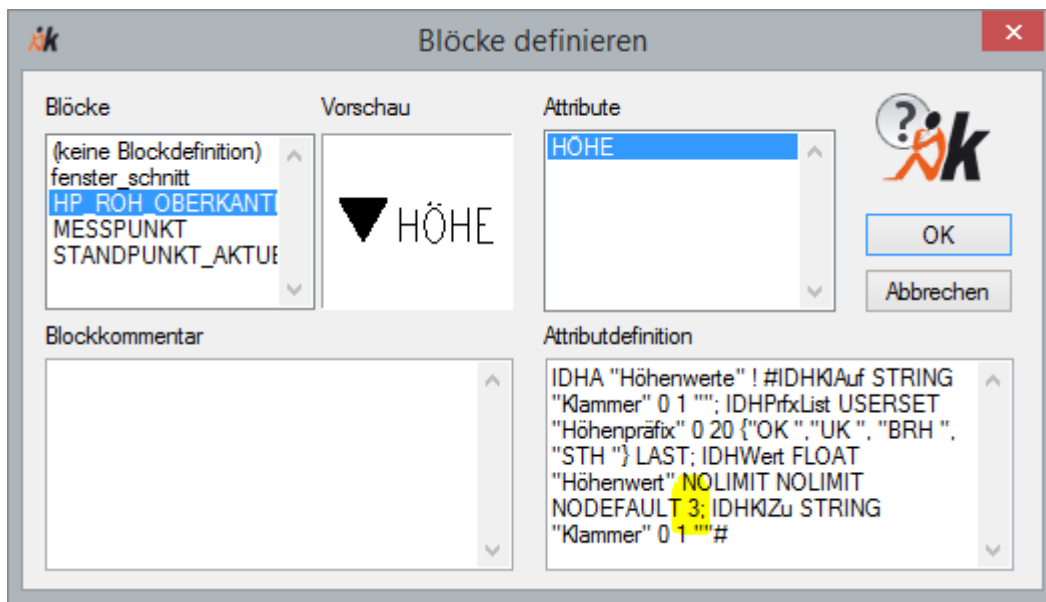 Blöcke definieren
Blöcke
(keine Blockdefinition)
fenster_schnitt
HP_ROH_OBERKANT
MESSPUNKT
STANDPUNKT_AKTUE
Vorschau
HÖHE
Attribute
HÖHE
?
k
OK
Abbrechen
Blockkommentar
Attributdefinition
IDHA "Höhenwerte" ! #IDHKlAuf STRING
"Klammer" 0 1 ""; IDHPrfxList USERSET
"Höhenpräfix" 0 20 {"OK ","UK ", "BRH ",
"STH "} LAST; IDHWert FLOAT
"Höhenwert" NOLIMIT NOLIMIT
NODEFAULT 3; IDHKlZu STRING
"Klammer" 0 1 ""#